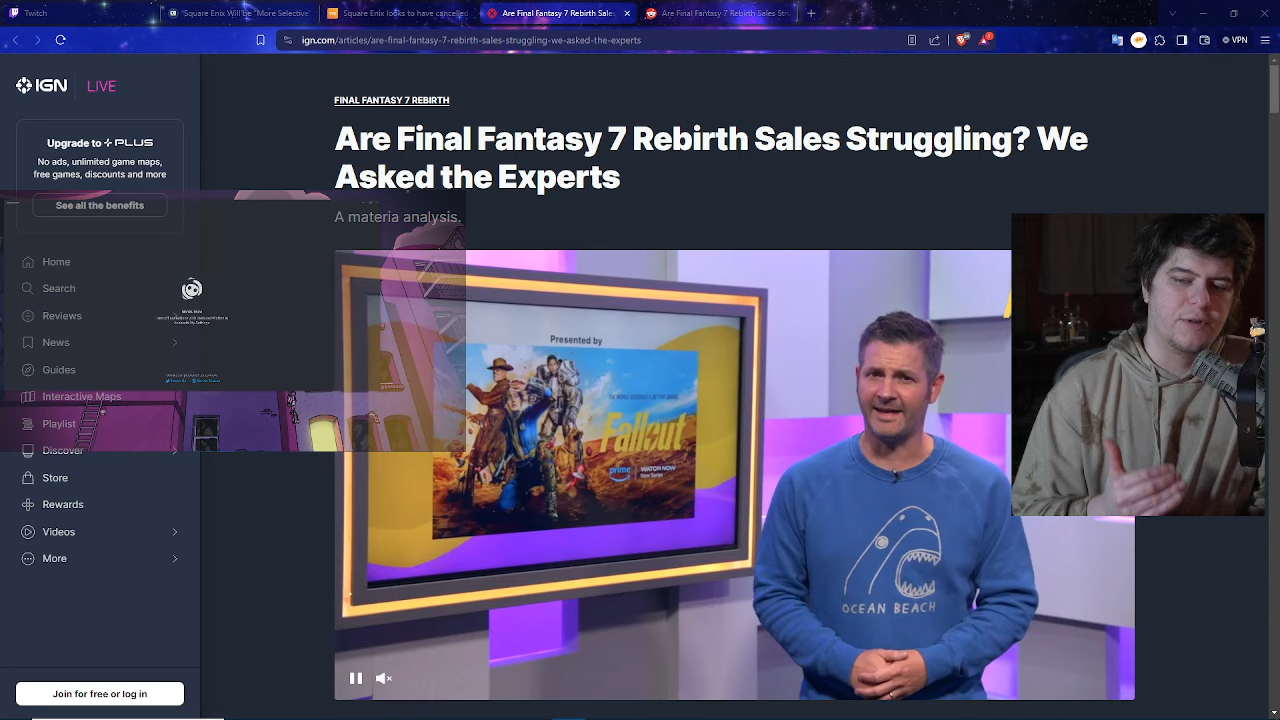 Twitch
"Square Enix Will be "More Selective
Square Enix looks to have cancelled
Are Final Fantasy 7 Rebirth Sales
Are Final Fantasy 7 Rebirth Sales Str
ign.com/articles/are-final-fantasy-7-rebirth-sales-struggling-we-asked-the-experts
VPN
IGN LIVE
Upgrade to PLUS
No ads, unlimited game maps,
free games, discounts and more
See all the benefits
Home
Search
Reviews
News
Guides
Interactive Maps
Playlist
Discover
Store
Rewards
Videos
More
Join for free or log in
FINAL FANTASY 7 REBIRTH
Are Final Fantasy 7 Rebirth Sales Struggling? We
Asked the Experts
A materia analysis.
Presented by
Fallout
prime
WATCH NOW
New Series
OCEAN BEACH